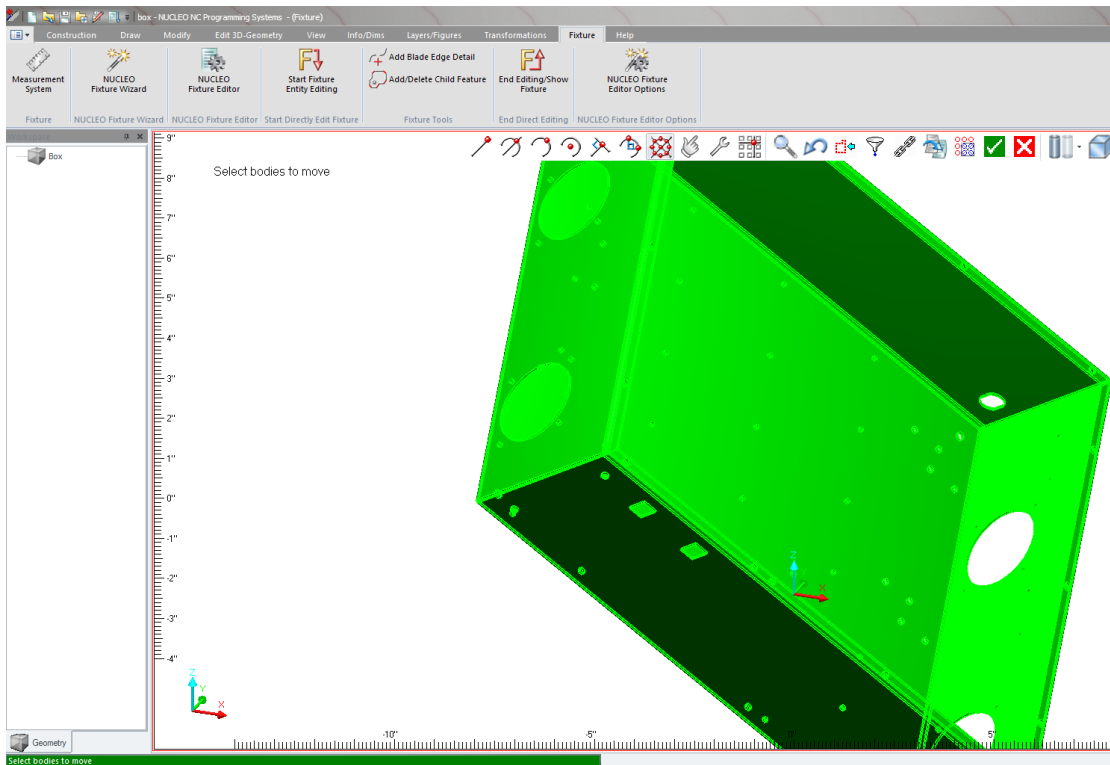 box - NUCLEO NC Programming Systems - (Fixture)
Construction Draw Modify Edit 3D-Geometry View Info/Dims Layers/Figures Transformations Fixture Help
Measurement System
NUCLEO Fixture Wizard
NUCLEO Fixture Editor
Start Fixture Entity Editing
Add Blade Edge Detail
Add/Delete Child Feature
End Editing/Show Fixture
NUCLEO Fixture Editor Options
Fixture
NUCLEO Fixture Wizard
NUCLEO Fixture Editor
Start Directly Edit Fixture
Fixture Tools
End Direct Editing
NUCLEO Fixture Editor Options
Box
Select bodies to move
9"
8"
7"
6"
5"
4"
3"
2"
1"
0"
-1"
-2"
-3"
-4"
Z
X
Z
Y
X
-10"
-5"
0"
5"
Geometry
Select bodies to move